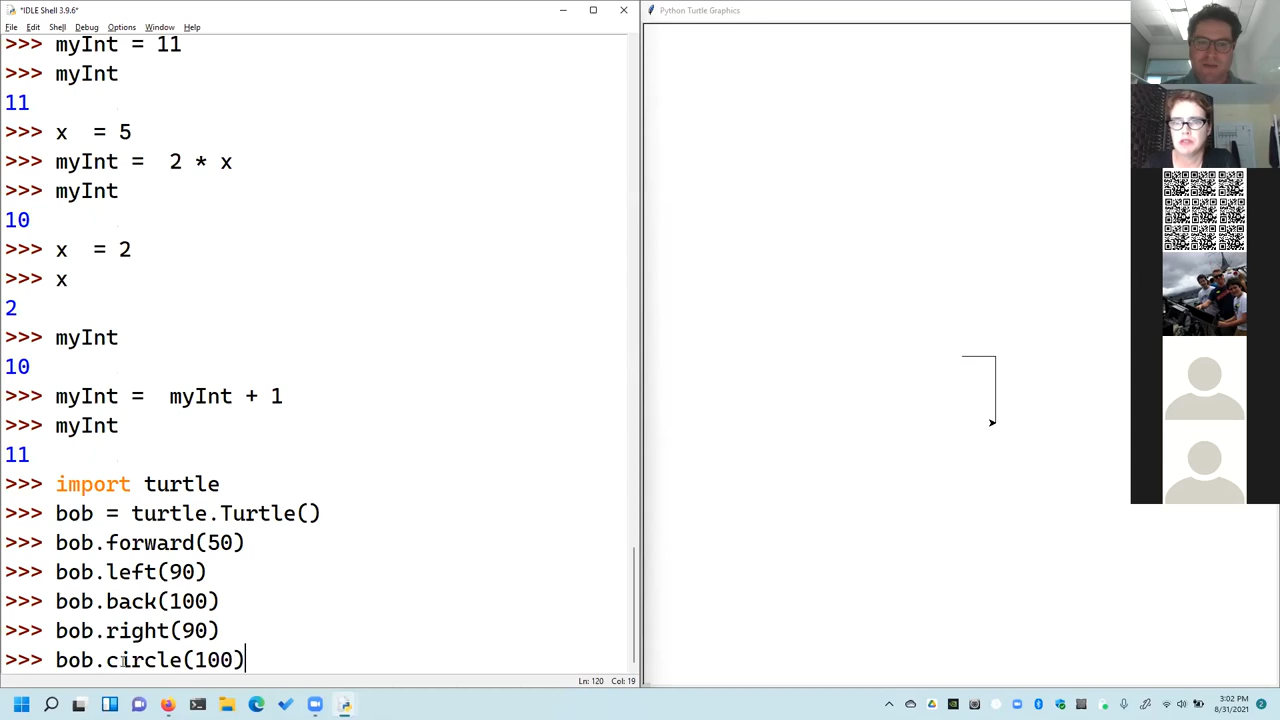 *IDLE Shell 3.9.6*
File Edit Shell Debug Options Window Help
>>> myInt = 11
>>> myInt
11
>>> x  = 5
>>> myInt =  2 * x
>>> myInt
10
>>> x  = 2
>>> x
2
>>> myInt
10
>>> myInt =  myInt + 1
>>> myInt
11
>>> import turtle
>>> bob = turtle.Turtle()
>>> bob.forward(50)
>>> bob.left(90)
>>> bob.back(100)
>>> bob.right(90)
>>> bob.circle(100)
Ln: 120 Col: 19
Python Turtle Graphics
3:02 PM
8/31/2021
2